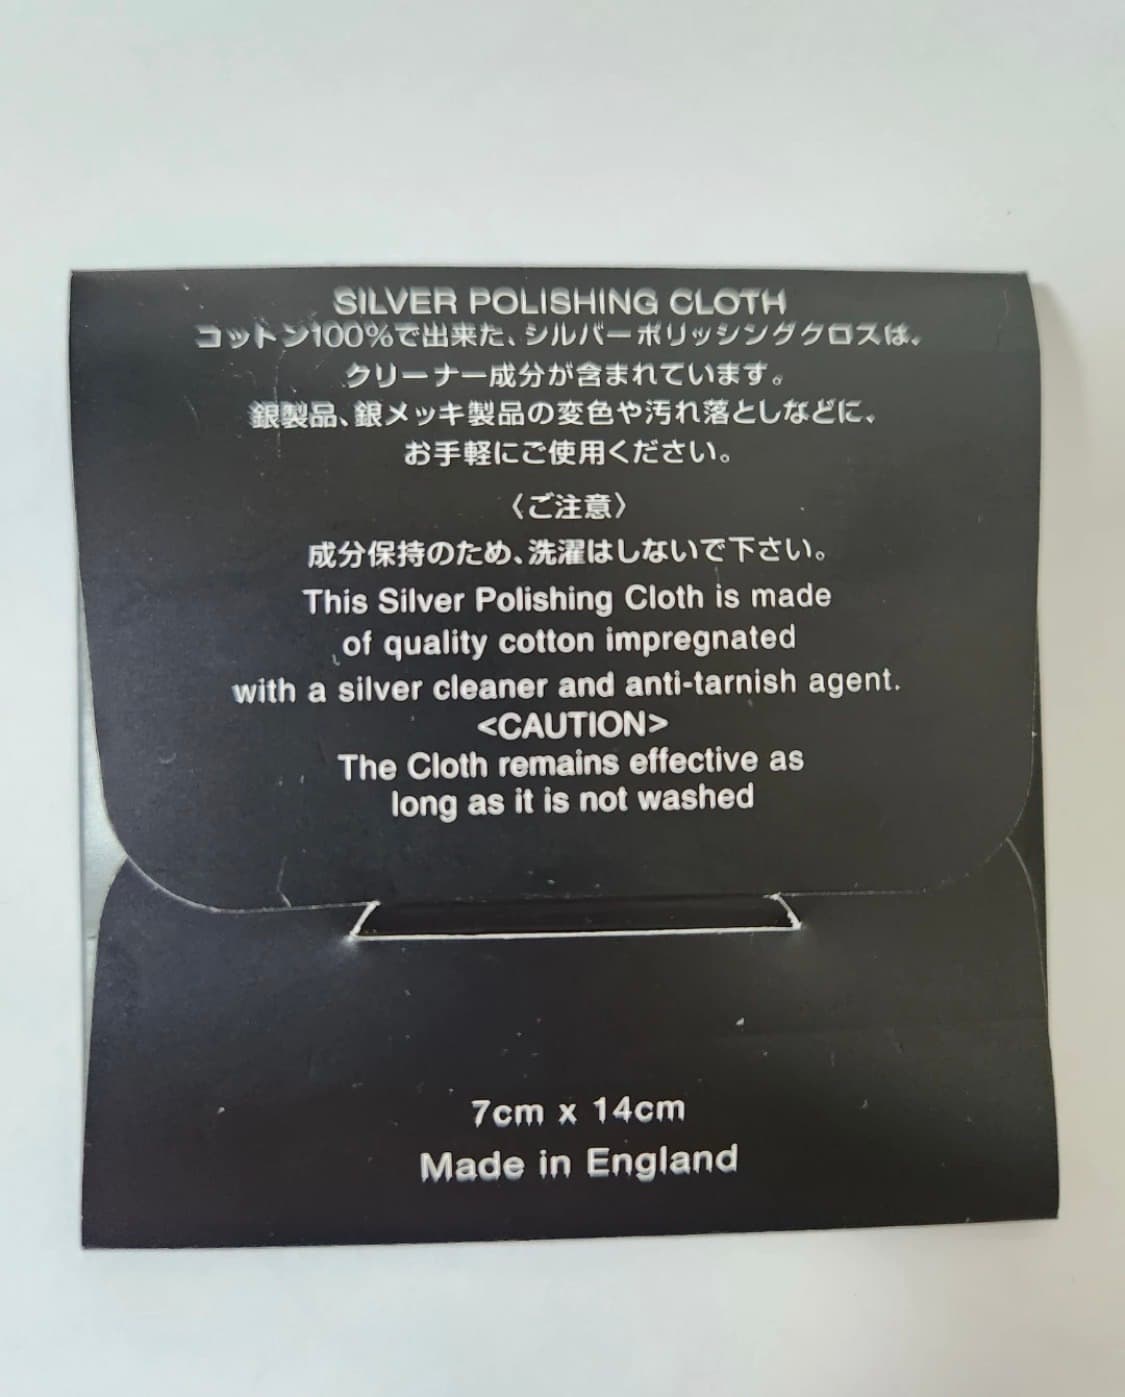 SILVER POLISHING CLOTH
コットン100%で出来た、シルバーポリッシングクロスは、
クリーナー成分が含まれています。
銀製品、銀メッキ製品の変色や汚れ落としなどに、
お手軽にご使用ください。
〈ご注意〉
成分保持のため、洗濯はしないで下さい。
This Silver Polishing Cloth is made
of quality cotton impregnated
with a silver cleaner and anti-tarnish agent.
<CAUTION>
The Cloth remains effective as
long as it is not washed
7cm x 14cm
Made in England